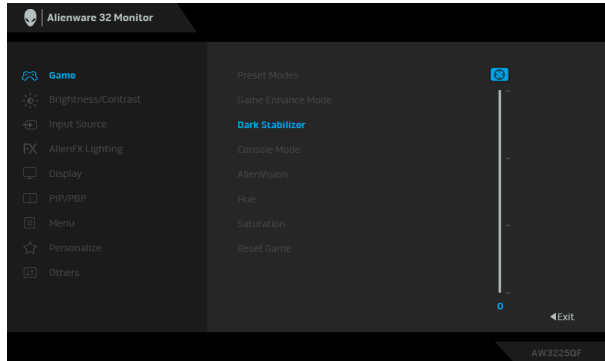 Alienware 32 Monitor
Game
Brightness/Contrast
Input Source
FX AlienFX Lighting
Display
PIP/PBP
Menu
Personalize
Others
Preset Modes
Game Enhance Mode
Dark Stabilizer
Console Mode
AlienVision
Hue
Saturation
Reset Game
0
Exit
AW3225QF